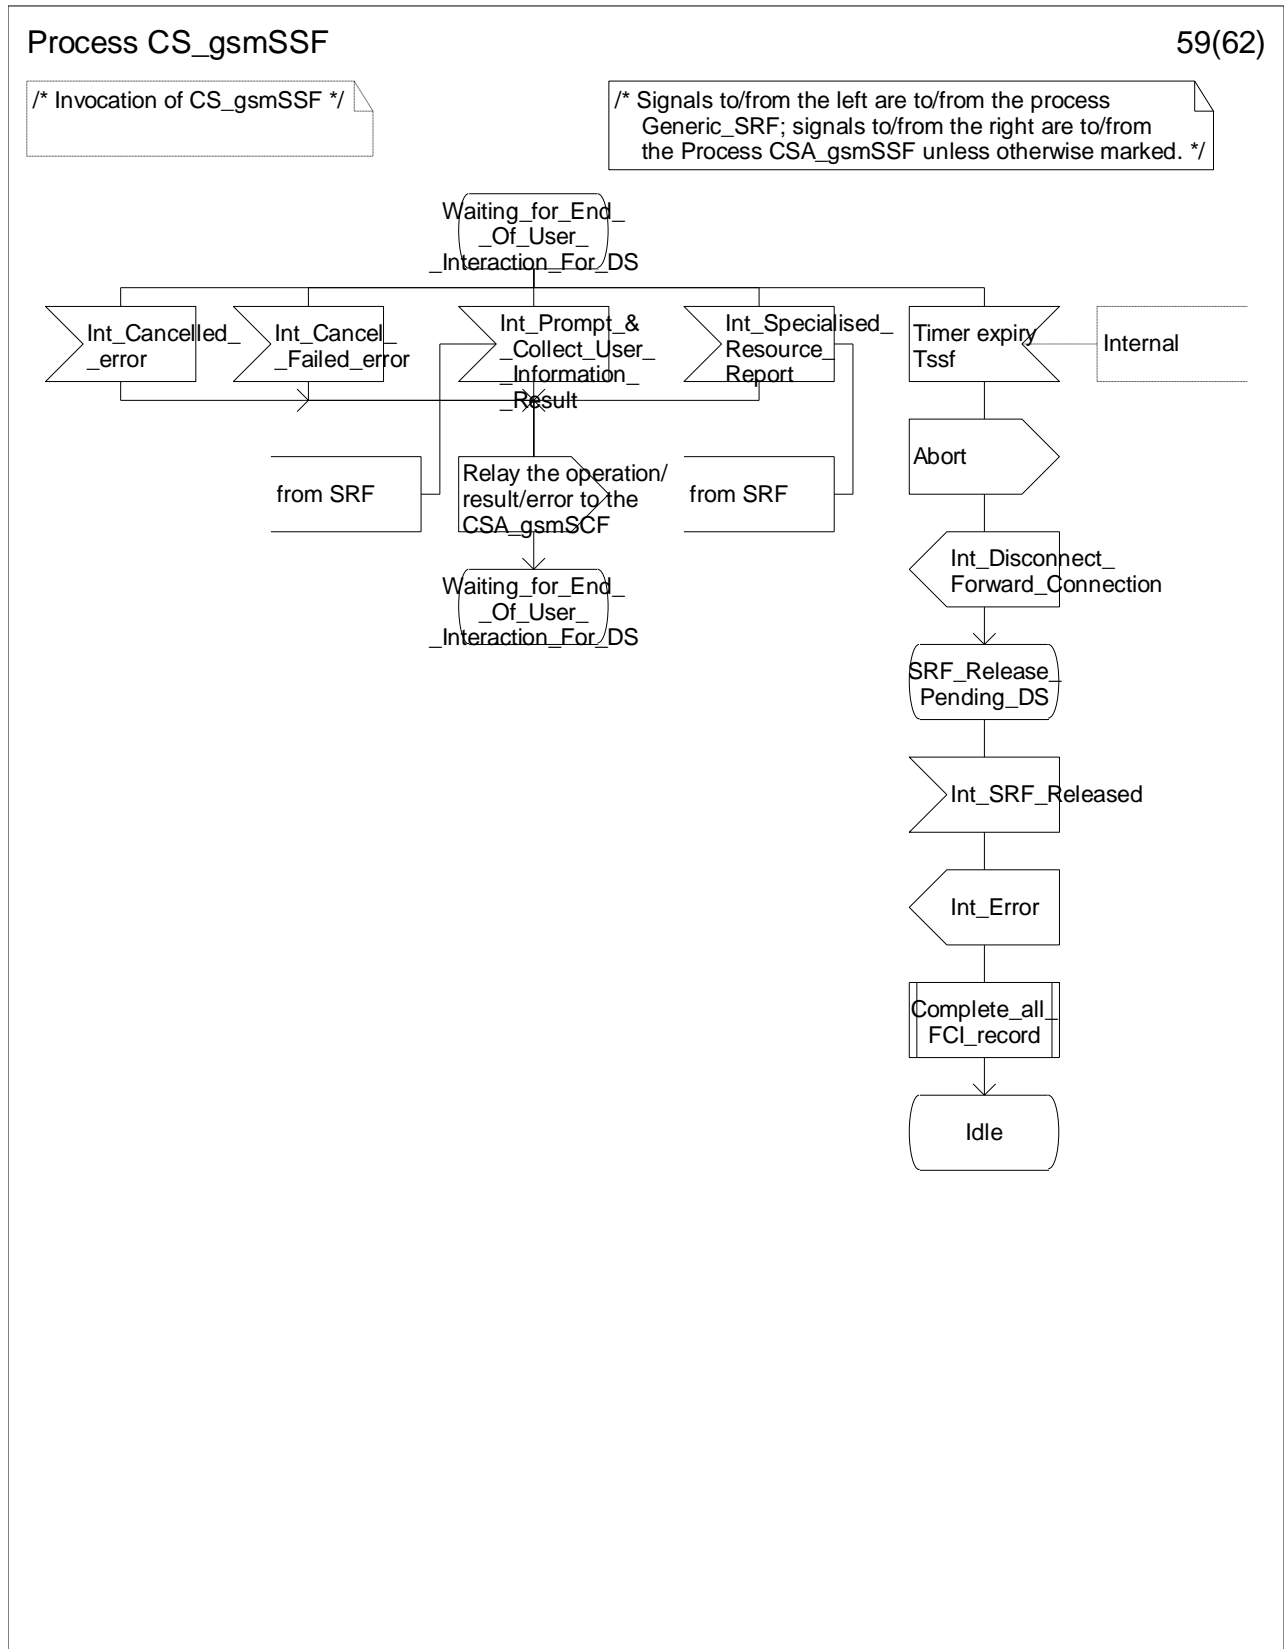 Process CS_gsmSSF
59(62)
/* Invocation of CS_gsmSSF */
/* Signals to/from the left are to/from the process
Generic_SRF; signals to/from the right are to/from
the Process CSA_gsmSSF unless otherwise marked. */
Waiting_for_End_
_Of_User_
_Interaction_For_DS
Int_Cancelled_
_error
Int_Cancel_
_Failed_error
Int_Prompt_&
_Collect_User_
_Information_
_Result
Int_Specialised_
Resource_
Report
Timer expiry
Tssf
Internal
from SRF
Relay the operation/
result/error to the
CSA_gsmSCF
from SRF
Abort
Waiting_for_End_
_Of_User_
_Interaction_For_DS
Int_Disconnect_
Forward_Connection
SRF_Release_
Pending_DS
Int_SRF_Released
Int_Error
Complete_all_
FCI_record
Idle